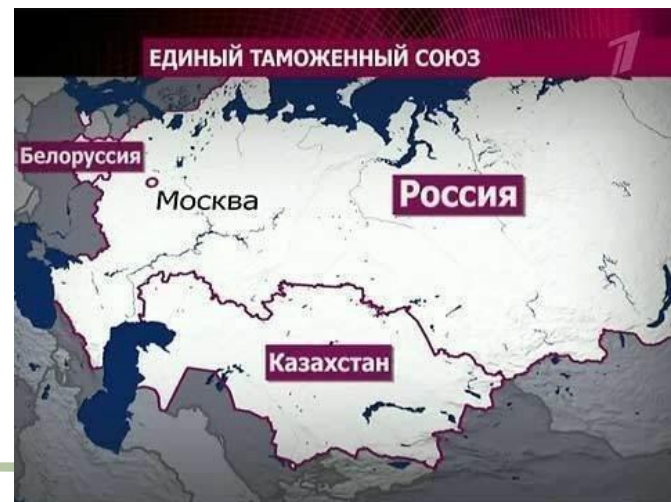 ЕДИНЫЙ ТАМОЖЕННЫЙ СОЮЗ
Белоруссия
Москва
Россия
Казахстан